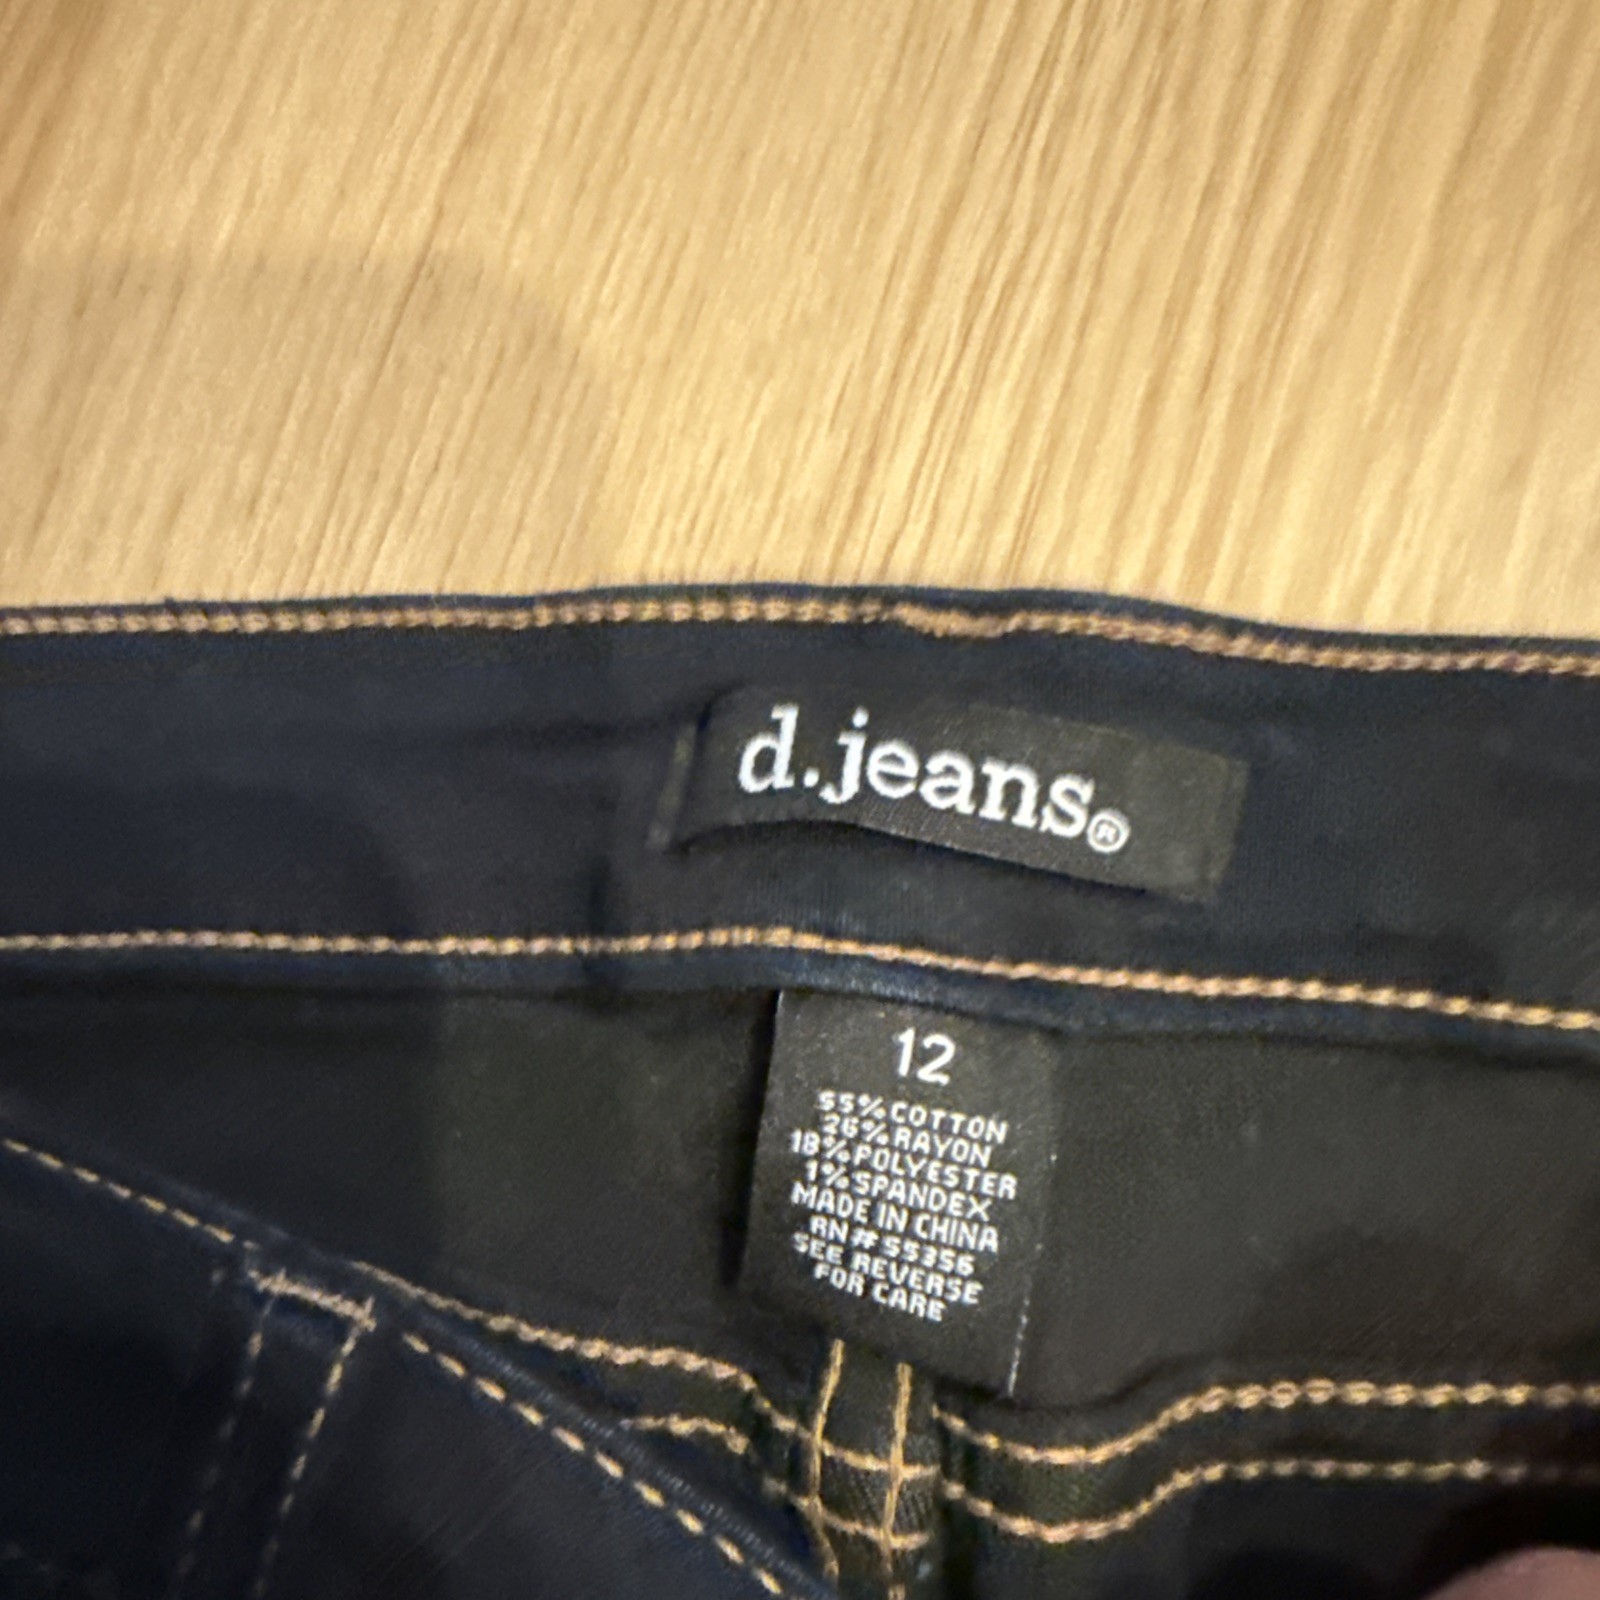 d.jeans®
12
55% COTTON
26% RAYON
18% POLYESTER
1% SPANDEX
MADE IN CHINA
RN# 55356
SEE REVERSE
FOR CARE